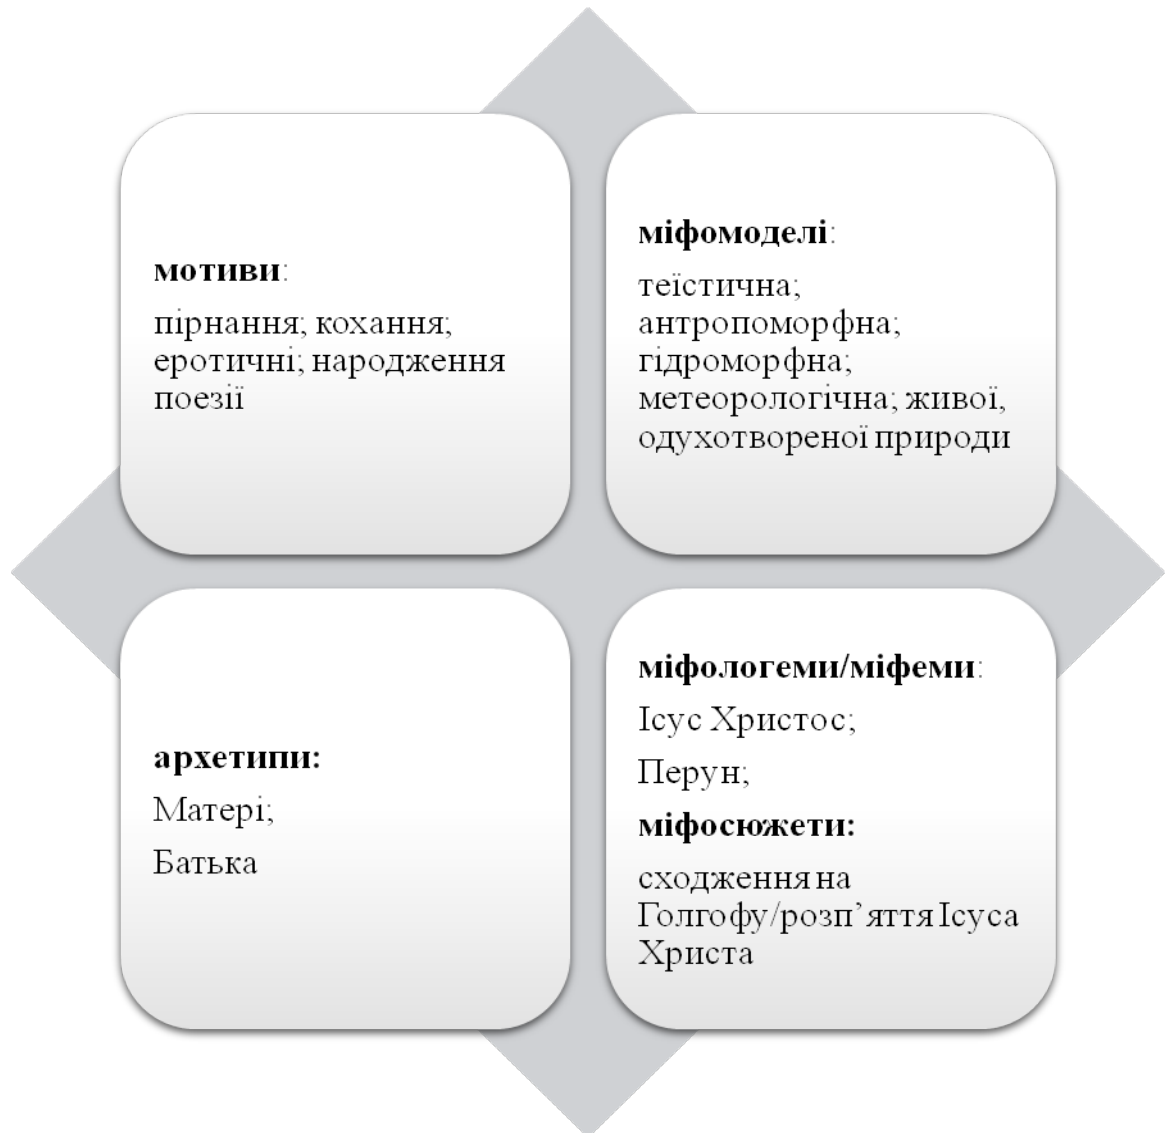 мотиви:
пірнання; кохання;
еротичні; народження
поезії
міфомоделі:
теїстична;
антропоморфна;
гідроморфна;
метеорологічна; живої,
одухотвореної природи
архетипи:
Матері;
Батька
міфологеми/міфеми:
Ісус Христос;
Перун;
міфосюжети:
сходження на
Голгофу/розп’яття Ісуса
Христа